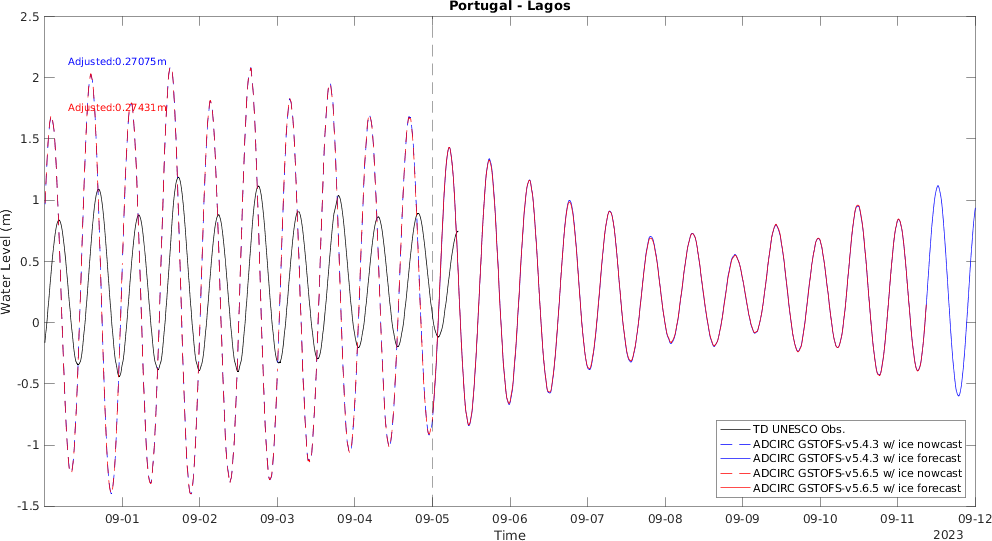 Portugal - Lagos
2.5
2
1.5
1
0.5
0
-0.5
-1
-1.5
Water Level (m)
Adjusted:0.27075m
Adjusted:0.27431m
TD UNESCO Obs.
ADCIRC GSTOFS-v5.4.3 w/ ice nowcast
ADCIRC GSTOFS-v5.4.3 w/ ice forecast
ADCIRC GSTOFS-v5.6.5 w/ ice nowcast
ADCIRC GSTOFS-v5.6.5 w/ ice forecast
09-01 09-02 09-03 09-04 09-05 09-06 09-07 09-08 09-09 09-10 09-11 09-12
Time
2023